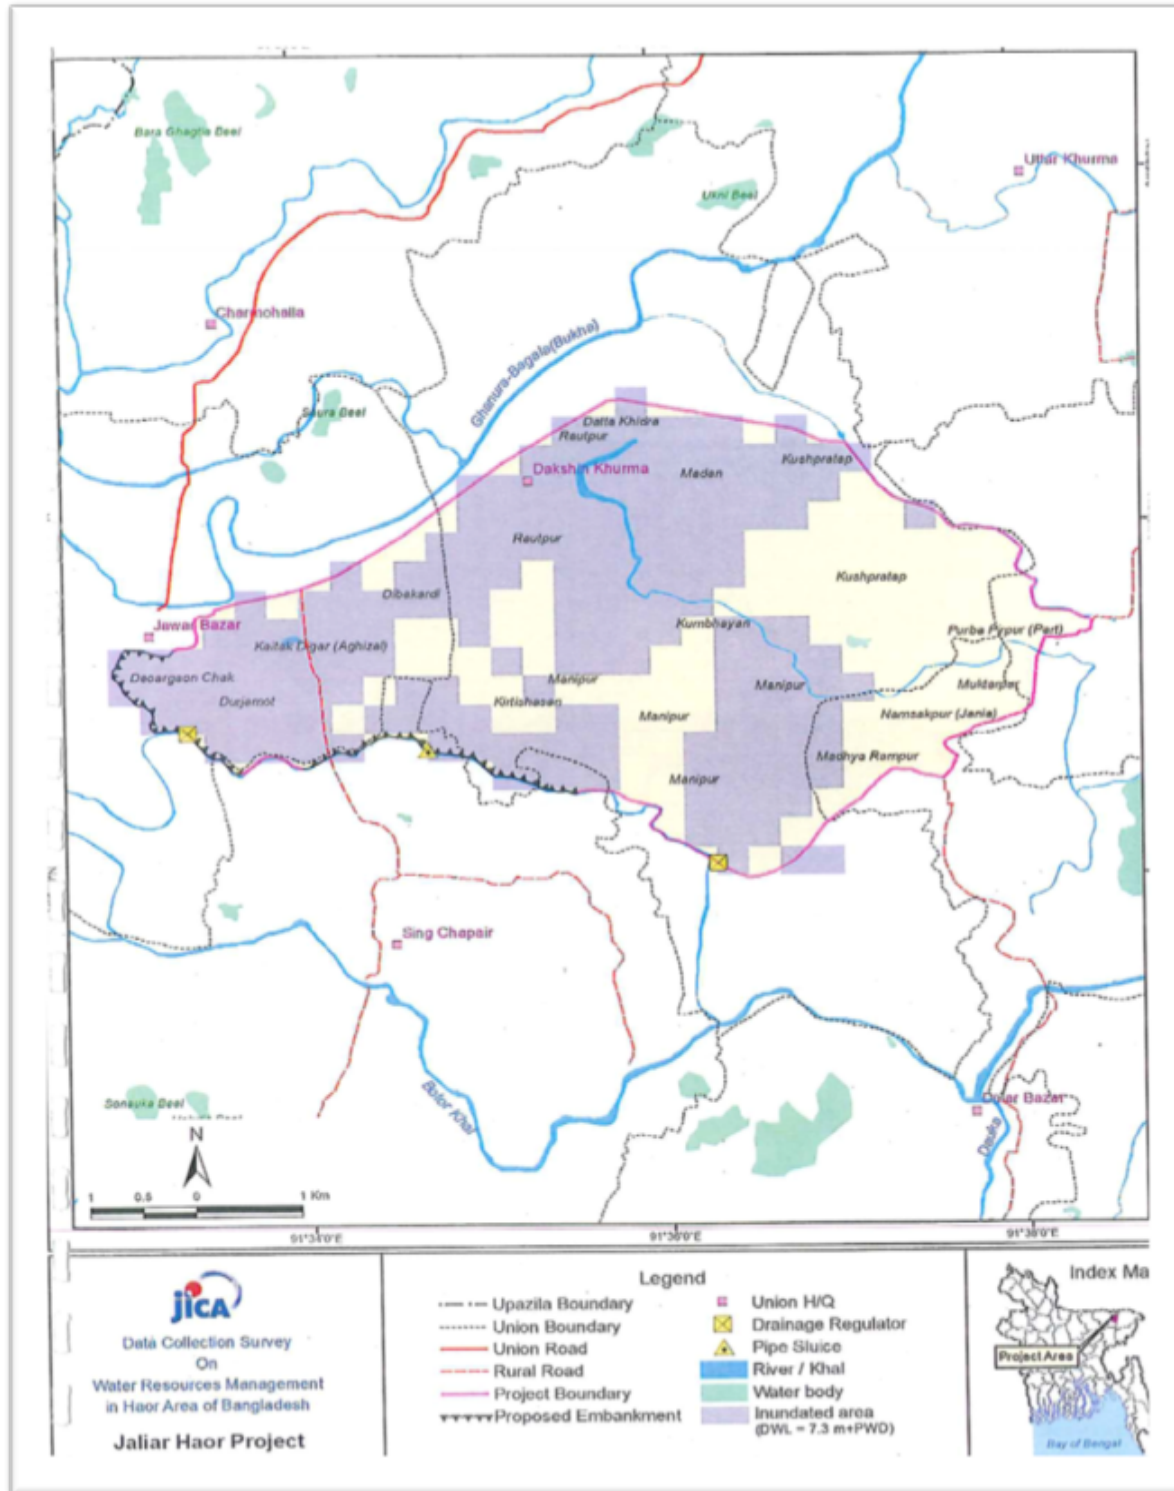 Bara Ghagtia Beel
Uttar Khurma
Ukni Beel
Charmohalla
Ghanura-Bagala(Bukha)
Saura Beel
Datta Khidra
Rautpur
Dakshin Khurma
Madan
Kushpratap
Rautpur
Kushpratap
Dibakardi
Kumbhayan
Purba Pypur (Part)
Jawar Bazar
Kaitak Digar (Aghizal)
Deoargaon Chak
Manipur
Manipur
Muktarpur
Durjemot
Kirtishasan
Manipur
Namsakpur (Jania)
Madhya Rampur
Manipur
Sing Chapair
Bolor Khal
Sonauka Beel
Dular Bazar
Dauka
N
1 0.5 0 1 Km
91°34'0"E 91°36'0"E 91°38'0"E
JICA
Data Collection Survey
On
Water Resources Management
in Haor Area of Bangladesh
Jaliar Haor Project
Legend
Upazila Boundary
Union Boundary
Union Road
Rural Road
Project Boundary
Proposed Embankment
Union H/Q
Drainage Regulator
Pipe Sluice
River / Khal
Water body
Inundated area
(DWL = 7.3 m+PWD)
Index Ma
Project Area
Bay of Bengal